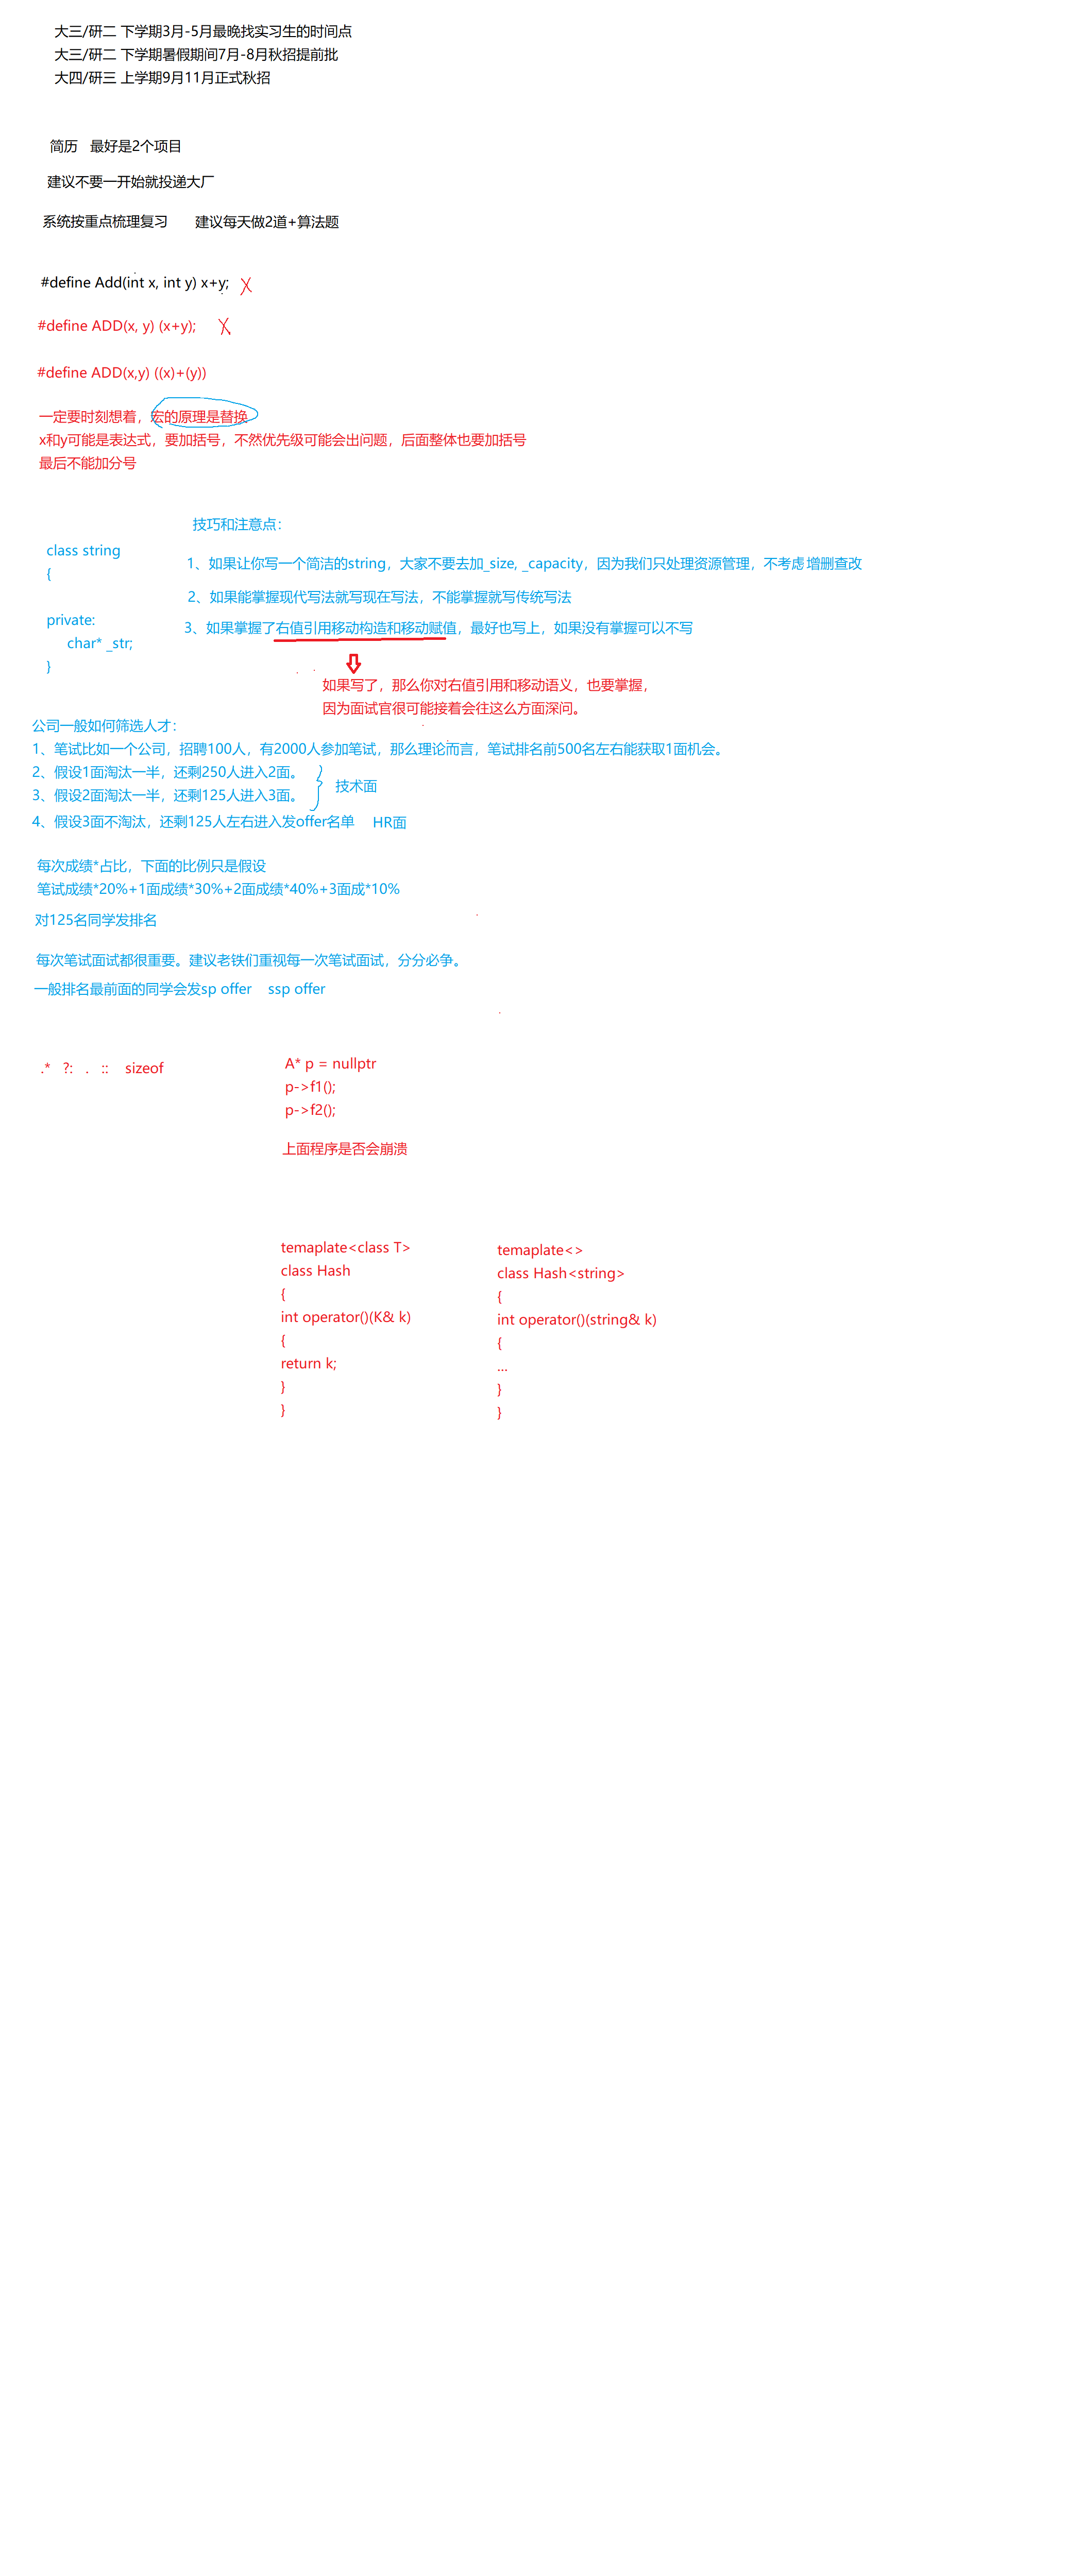 大三/研二 下学期3月-5月最晚找实习生的时间点
大三/研二 下学期暑假期间7月-8月秋招提前批
大四/研三 上学期9月11月正式秋招
简历 最好是2个项目
建议不要一开始就投递大厂
系统按重点梳理复习 建议每天做2道+算法题
#define Add(int x, int y) x+y; X
#define ADD(x, y) (x+y); X
#define ADD(x,y) ((x)+(y))
一定要时刻想着，宏的原理是替换
x和y可能是表达式，要加括号，不然优先级可能会出问题，后面整体也要加括号
最后不能加分号
class string
{
private:
char* _str;
}
技巧和注意点：
1、如果让你写一个简洁的string，大家不要去加_size, _capacity，因为我们只处理资源管理，不考虑增删查改
2、如果能掌握现代写法就写现在写法，不能掌握就写传统写法
3、如果掌握了右值引用移动构造和移动赋值，最好也写上，如果没有掌握可以不写
如果写了，那么你对右值引用和移动语义，也要掌握，
因为面试官很可能接着会往这么方面深问。
公司一般如何筛选人才：
1、笔试比如一个公司，招聘100人，有2000人参加笔试，那么理论而言，笔试排名前500名左右能获取1面机会。
2、假设1面淘汰一半，还剩250人进入2面。
3、假设2面淘汰一半，还剩125人进入3面。
技术面
4、假设3面不淘汰，还剩125人左右进入发offer名单 HR面
每次成绩*占比，下面的比例只是假设
笔试成绩*20%+1面成绩*30%+2面成绩*40%+3面成*10%
对125名同学发排名
每次笔试面试都很重要。建议老铁们重视每一次笔试面试，分分必争。
一般排名最前面的同学会发sp offer ssp offer
.* ?: . :: sizeof
A* p = nullptr
p->f1();
p->f2();
上面程序是否会崩溃
temaplate<class T>
class Hash
{
int operator()(K& k)
{
return k;
}
}
temaplate<>
class Hash<string>
{
int operator()(string& k)
{
...
}
}